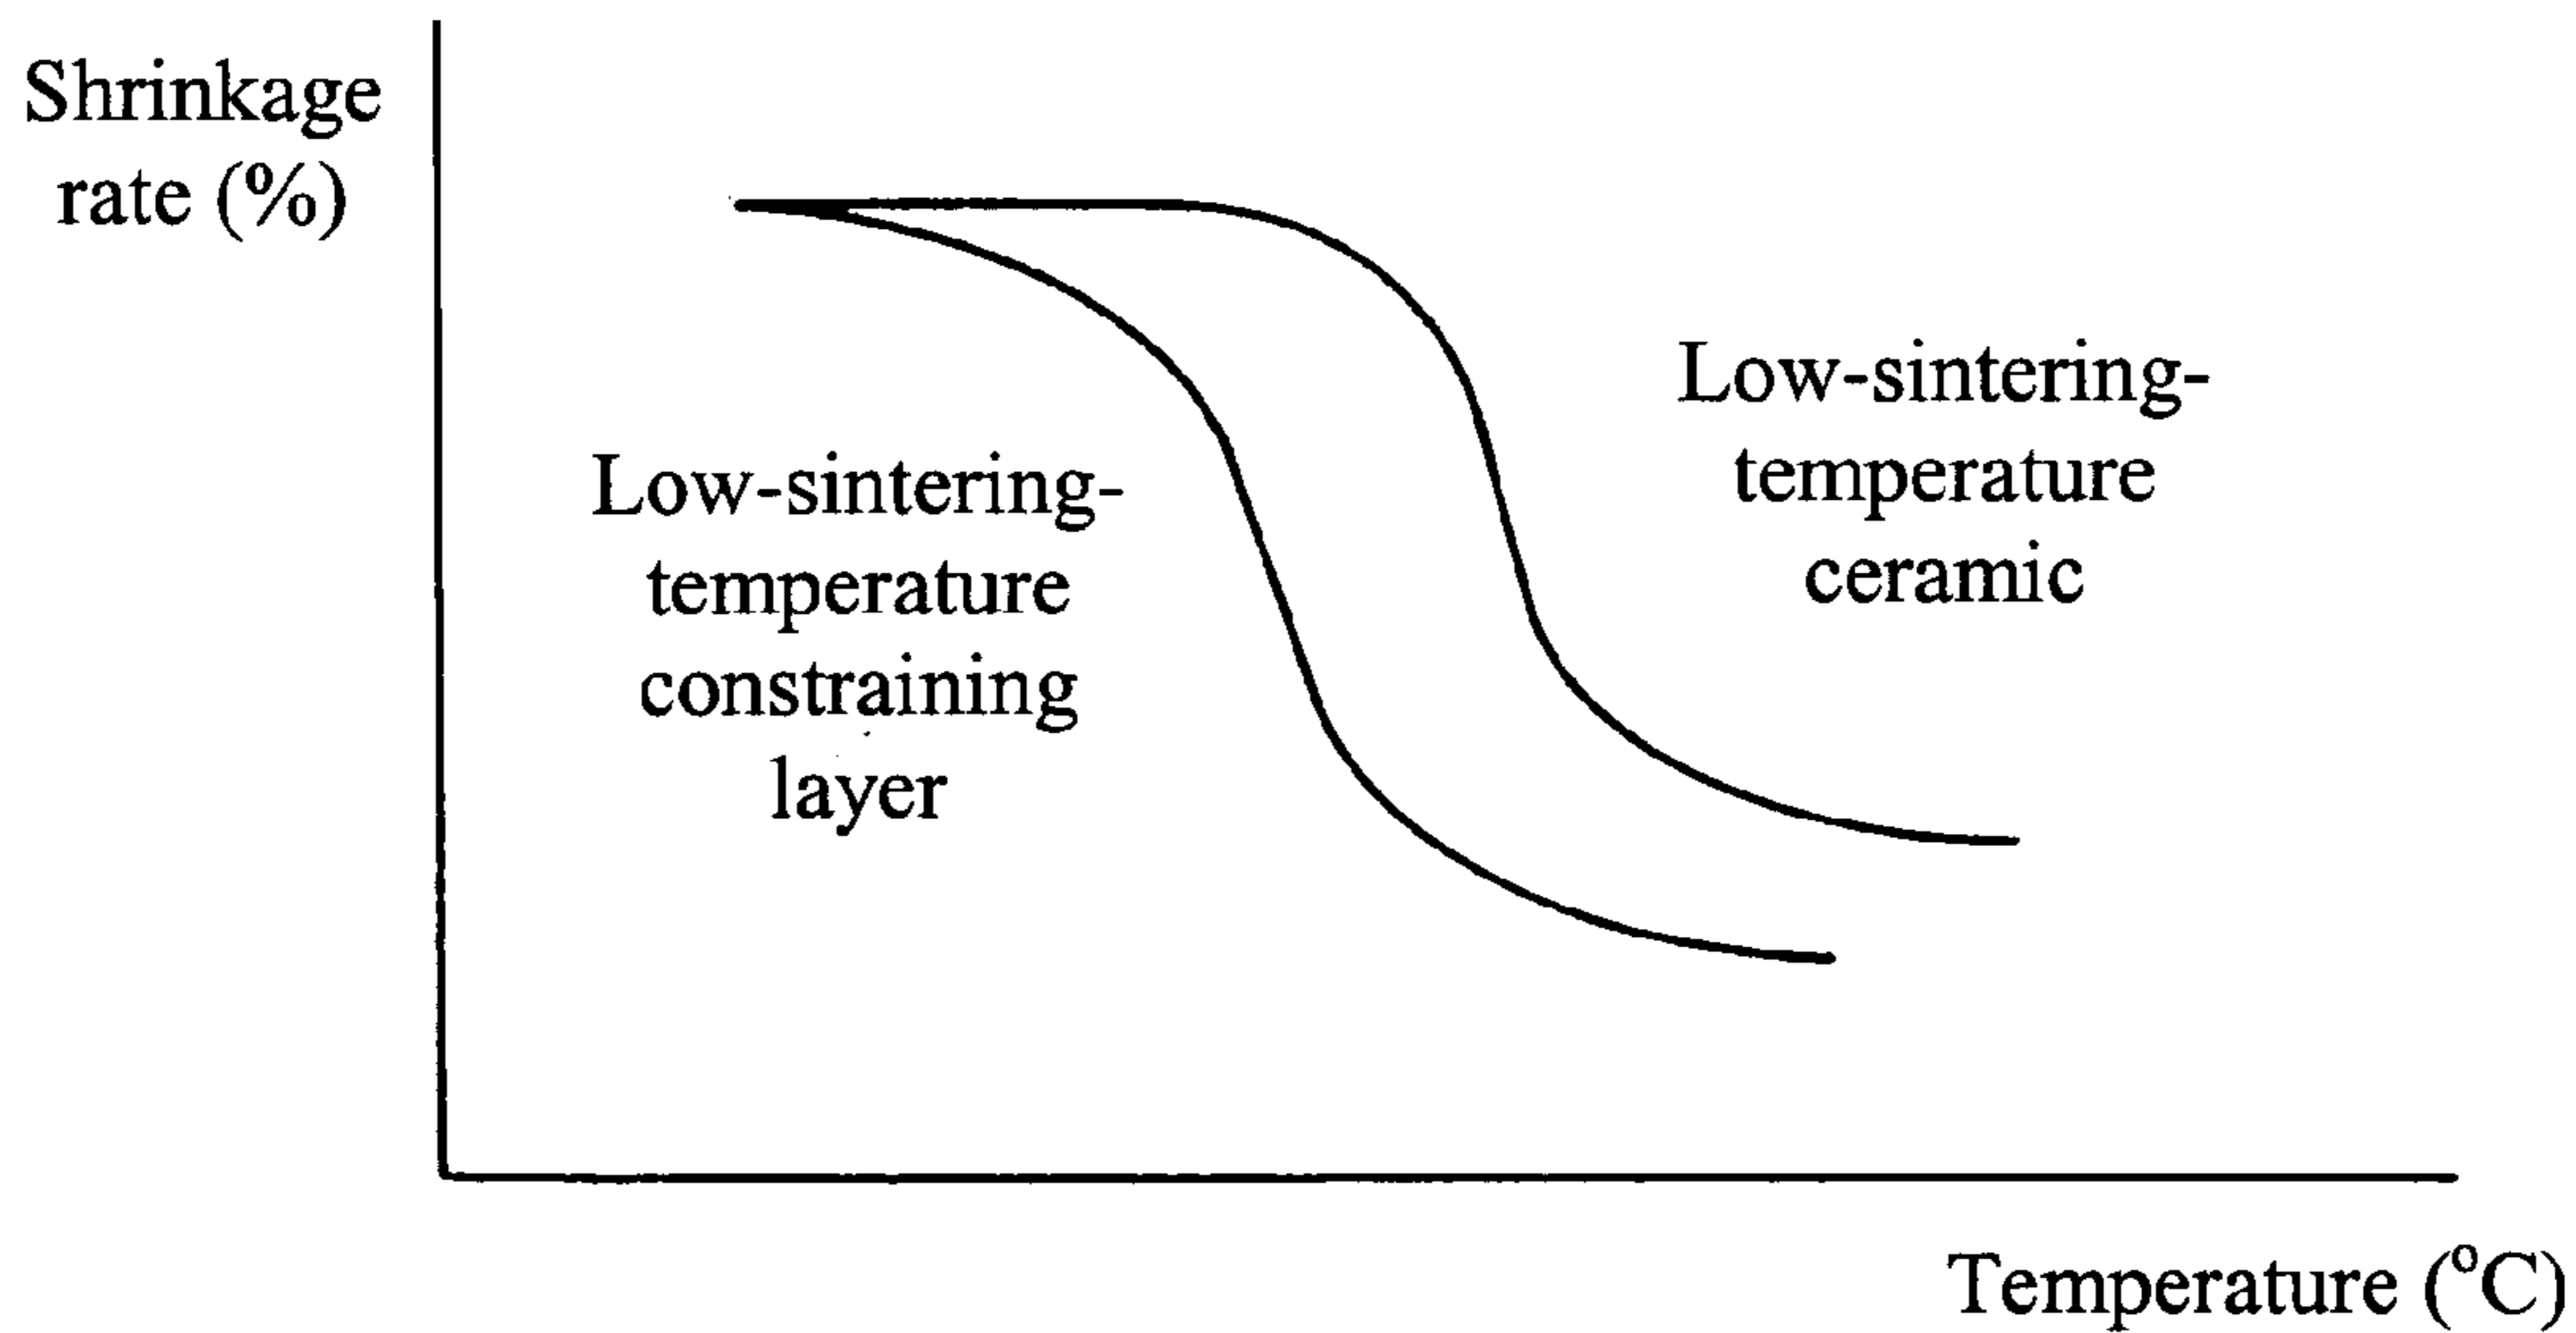 Shrinkage
rate (%)
Low-sintering-
temperature
ceramic
Low-sintering-
temperature
constraining
layer
Temperature (°C)